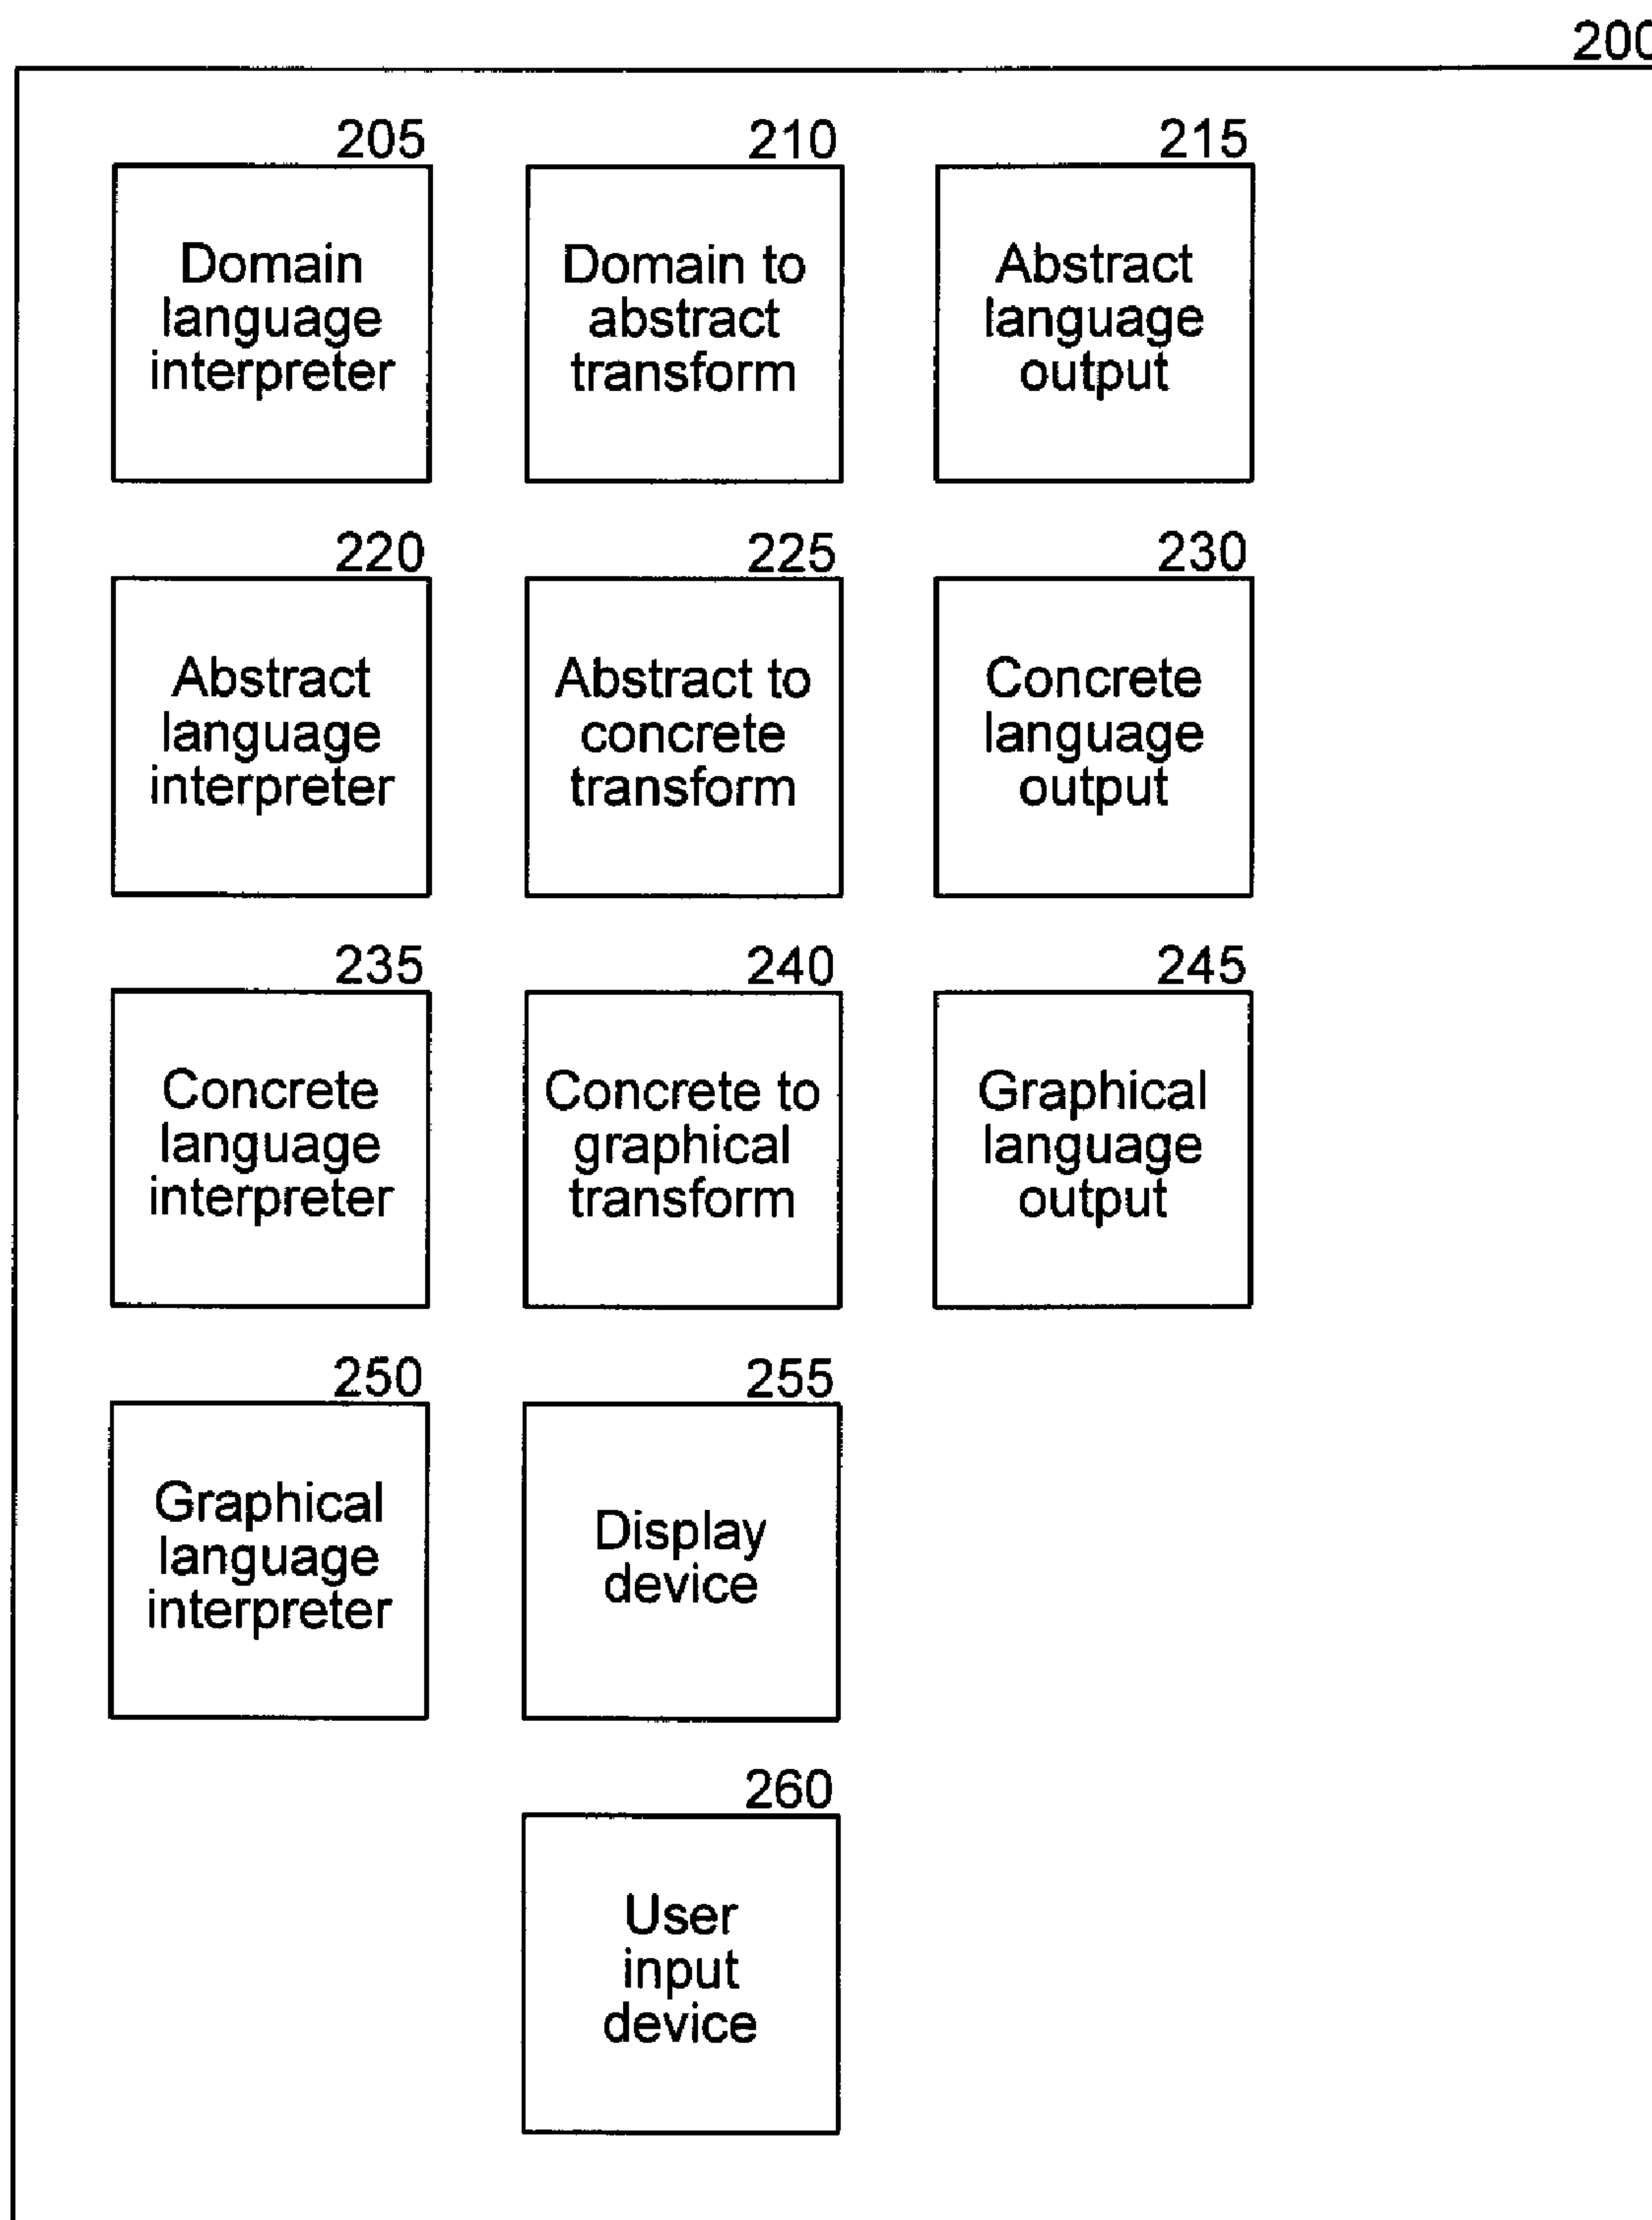 200
205
Domain
language
interpreter
210
Domain to
abstract
transform
215
Abstract
language
output
220
Abstract
language
interpreter
225
Abstract to
concrete
transform
230
Concrete
language
output
235
Concrete
language
interpreter
240
Concrete to
graphical
transform
245
Graphical
language
output
250
Graphical
language
interpreter
255
Display
device
260
User
input
device